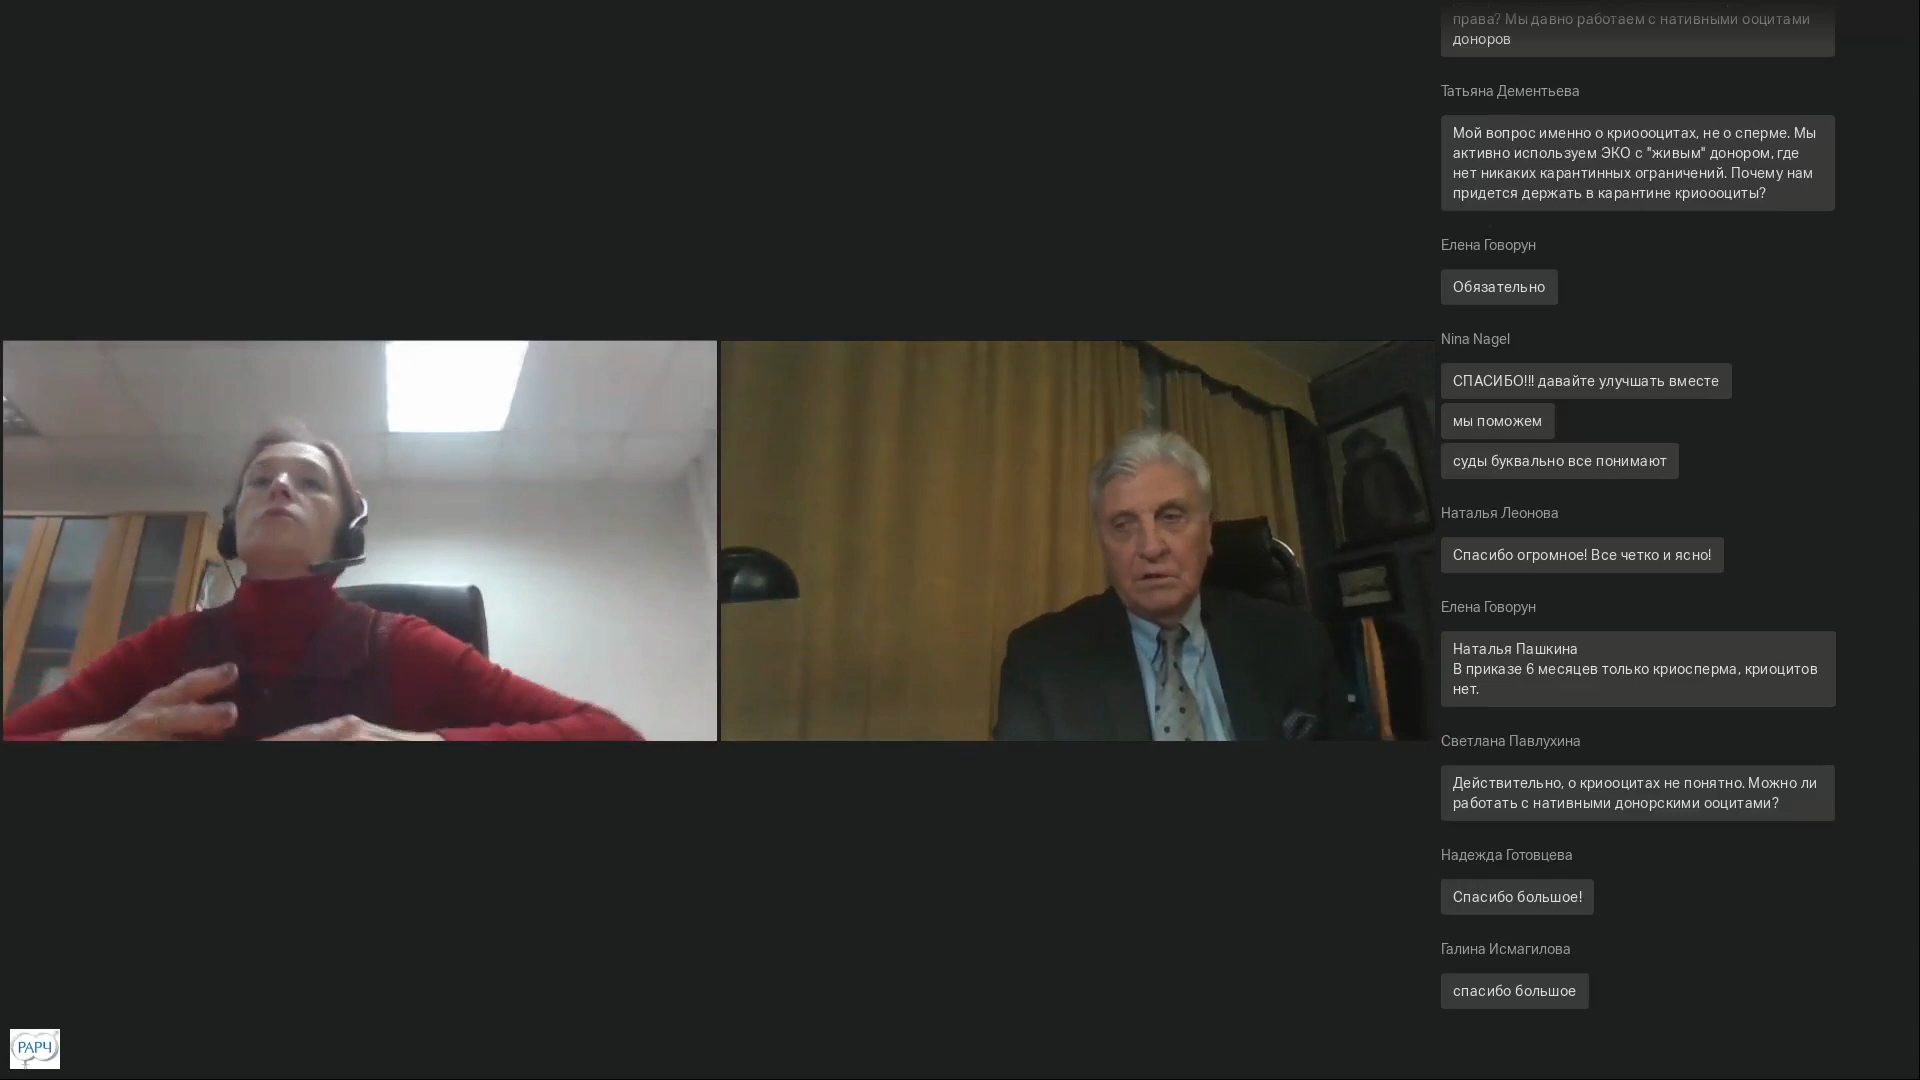 права? Мы давно работаем с нативными ооцитами
доноров
Татьяна Дементьева
Мой вопрос именно о криоооцитах, не о сперме. Мы
активно используем ЭКО с "живым" донором, где
нет никаких карантинных ограничений. Почему нам
придется держать в карантине криоооциты?
Елена Говорун
Обязательно
Nina Nagel
СПАСИБО!!! давайте улучшать вместе
мы поможем
суды буквально все понимают
Наталья Леонова
Спасибо огромное! Все четко и ясно!
Елена Говорун
Наталья Пашкина
В приказе 6 месяцев только криосперма, криоцитов
нет.
Светлана Павлухина
Действительно, о криооцитах не понятно. Можно ли
работать с нативными донорскими ооцитами?
Надежда Готовцева
Спасибо большое!
Галина Исмагилова
спасибо большое
РАРЧ